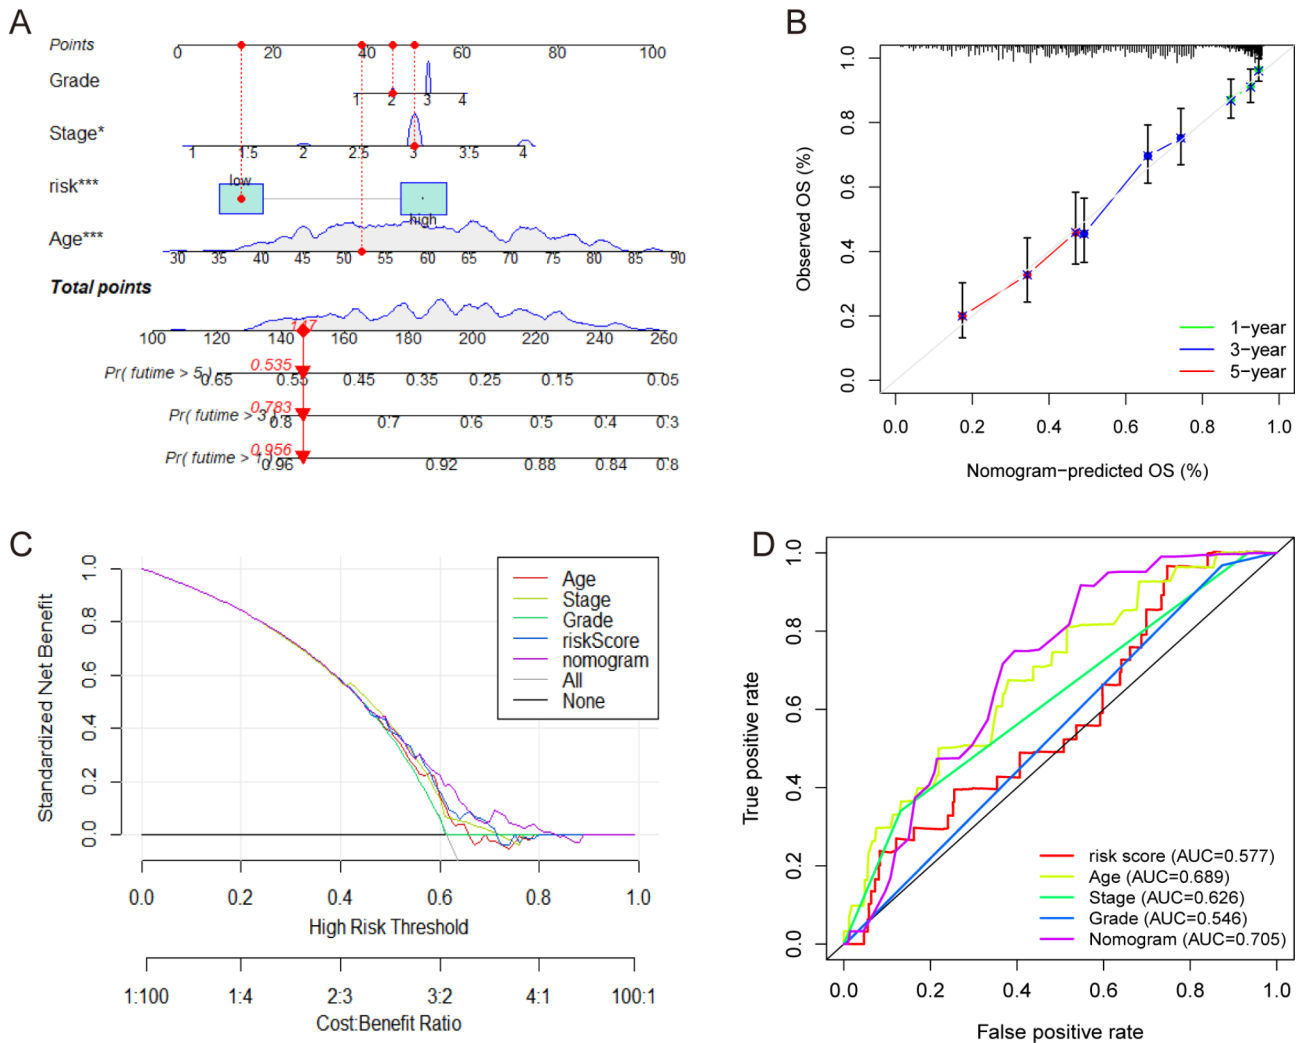 A
Points
0 20 40 60 80 100
Grade
1 2 3 4
Stage*
1 1.5 2 2.5 3 3.5 4
risk***
low
high
Age***
30 35 40 45 50 55 60 65 70 75 80 85 90
Total points
147
100 120 140 160 180 200 220 240 260
0.535
Pr( futime > 5 )
0.65 0.55 0.45 0.35 0.25 0.15 0.05
0.783
Pr( futime > 3 )
0.8 0.7 0.6 0.5 0.4 0.3
0.956
Pr( futime > 1 )
0.96 0.92 0.88 0.84 0.8
B
Observed OS (%)
1.0
0.8
0.6
0.4
0.2
0.0
1-year
3-year
5-year
0.0 0.2 0.4 0.6 0.8 1.0
Nomogram-predicted OS (%)
C
Standardized Net Benefit
1.0
0.8
0.6
0.4
0.2
0.0
Age
Stage
Grade
riskScore
nomogram
All
None
0.0 0.2 0.4 0.6 0.8 1.0
High Risk Threshold
1:100 1:4 2:3 3:2 4:1 100:1
Cost:Benefit Ratio
D
True positive rate
1.0
0.8
0.6
0.4
0.2
0.0
risk score (AUC=0.577)
Age (AUC=0.689)
Stage (AUC=0.626)
Grade (AUC=0.546)
Nomogram (AUC=0.705)
0.0 0.2 0.4 0.6 0.8 1.0
False positive rate